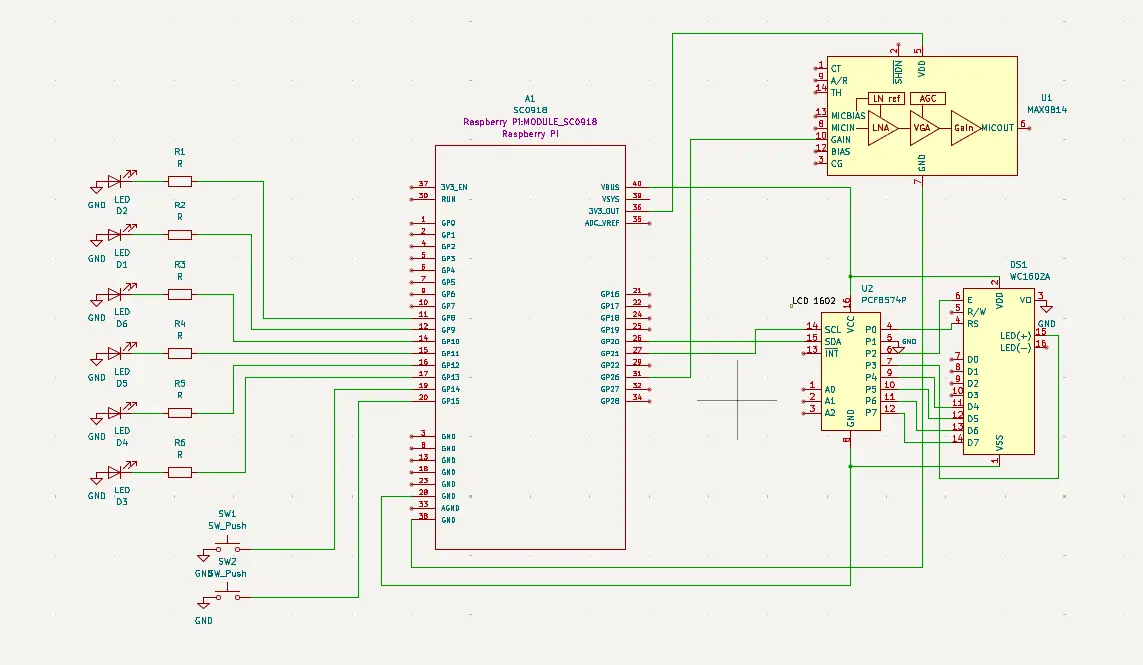 A1
SC0918
Raspberry P1:MODULE_SC0918
Raspberry Pi
37 3V3_EN
30 RUN
1 GP0
2 GP1
4 GP2
5 GP3
6 GP4
7 GP5
9 GP6
10 GP7
11 GP8
12 GP9
14 GP10
15 GP11
16 GP12
17 GP13
19 GP14
20 GP15
3 GND
8 GND
13 GND
18 GND
23 GND
28 GND
33 AGND
38 GND
VBUS 40
VSYS 39
3V3_OUT 36
ADC_VREF 35
GP16 21
GP17 22
GP18 24
GP19 25
GP20 26
GP21 27
GP22 29
GP26 31
GP27 32
GP28 34
R1
R
GND LED
D2
R2
R
GND LED
D1
R3
R
GND LED
D6
R4
R
GND LED
D5
R5
R
GND LED
D4
R6
R
GND LED
D3
SW1
SW_Push
GND
SW2
SW_Push
GND
U1
MAX9814
1 CT
9 A/R
14 TH
13 MICBIAS
8 MICIN
10 GAIN
12 BIAS
3 CG
2 SHDN
5 VDD
LN ref
AGC
LNA
VGA
Gain
MICOUT 6
GND 7
LCD 1602
U2
PCF8574P
16 VCC
14 SCL
15 SDA
13 INT
1 A0
2 A1
3 A2
P0 4
P1 5
P2 6
P3 7
P4 9
P5 10
P6 11
P7 12
GND 8
GND
DS1
WC1602A
2 VDD
6 E
5 R/W
4 RS
7 D0
8 D1
9 D2
10 D3
11 D4
12 D5
13 D6
14 D7
VO 3
GND
LED(+) 15
LED(-) 16
VSS 1